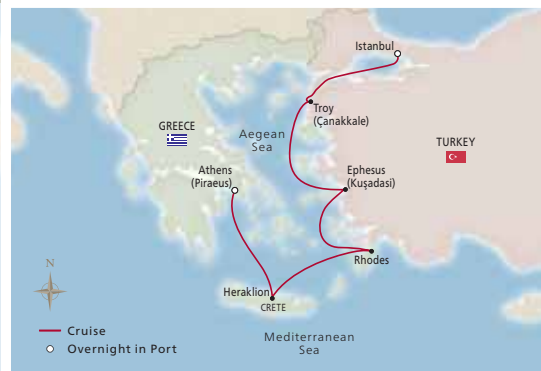 Istanbul
Troy
(Çanakkale)
GREECE
Aegean
Sea
TURKEY
Athens
(Piraeus)
Ephesus
(Kuşadasi)
Rhodes
N
Heraklion
CRETE
Cruise
Overnight in Port
Mediterranean
Sea